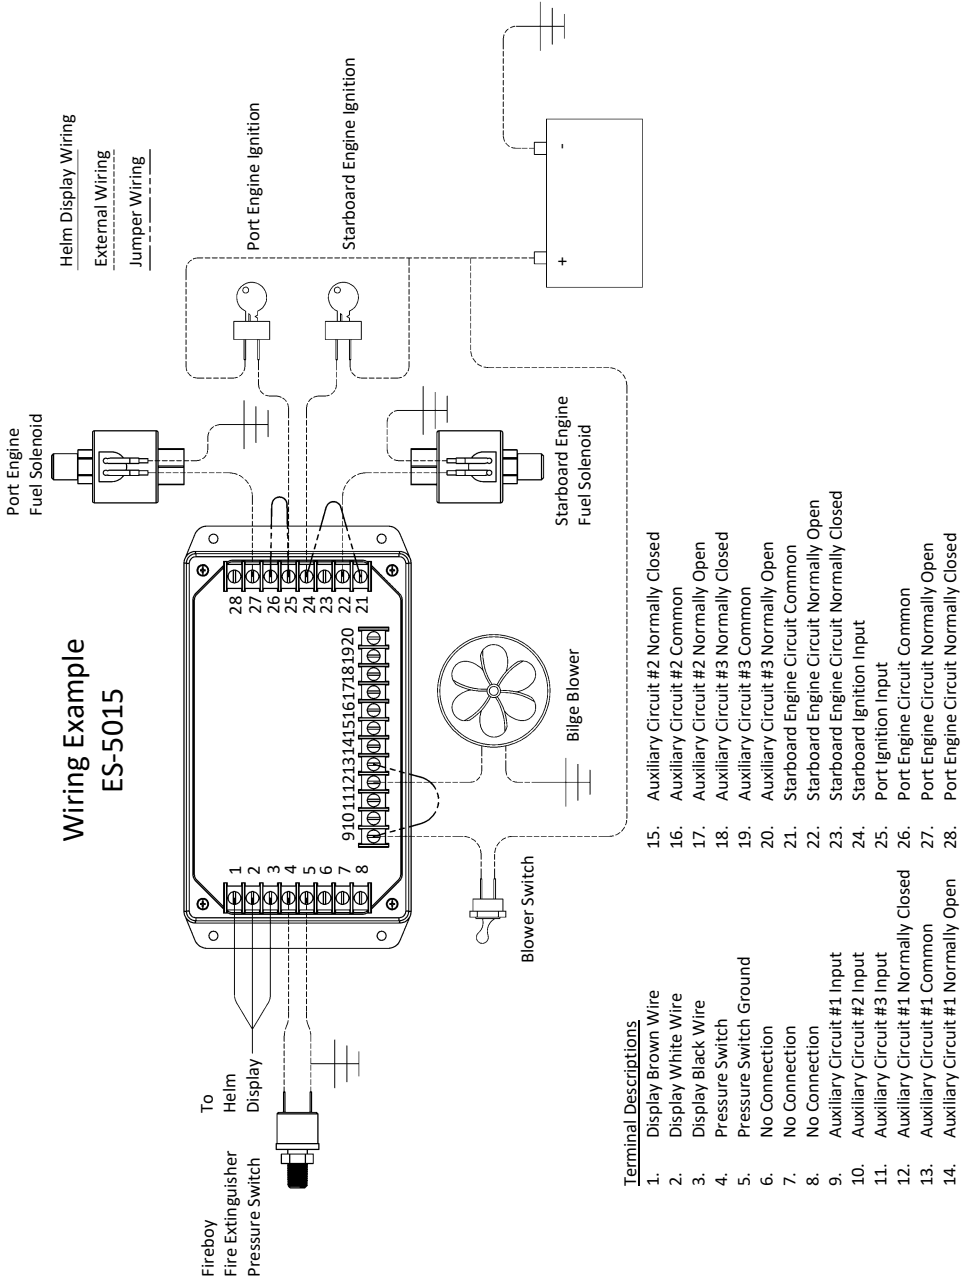 Wiring Example
ES-5015
Helm Display Wiring
External Wiring
Jumper Wiring
Port Engine
Fuel Solenoid
Port Engine Ignition
Starboard Engine Ignition
Starboard Engine
Fuel Solenoid
To
Helm
Display
Fireboy
Fire Extinguisher
Pressure Switch
1
2
3
4
5
6
7
8
9 10 11 12 13 14 15 16 17 18 19 20
28
27
26
25
24
23
22
21
+
-
Blower Switch
Bilge Blower
Terminal Descriptions
1. Display Brown Wire
2. Display White Wire
3. Display Black Wire
4. Pressure Switch
5. Pressure Switch Ground
6. No Connection
7. No Connection
8. No Connection
9. Auxiliary Circuit #1 Input
10. Auxiliary Circuit #2 Input
11. Auxiliary Circuit #3 Input
12. Auxiliary Circuit #1 Normally Closed
13. Auxiliary Circuit #1 Common
14. Auxiliary Circuit #1 Normally Open
15. Auxiliary Circuit #2 Normally Closed
16. Auxiliary Circuit #2 Common
17. Auxiliary Circuit #2 Normally Open
18. Auxiliary Circuit #3 Normally Closed
19. Auxiliary Circuit #3 Common
20. Auxiliary Circuit #3 Normally Open
21. Starboard Engine Circuit Common
22. Starboard Engine Circuit Normally Open
23. Starboard Engine Circuit Normally Closed
24. Starboard Ignition Input
25. Port Ignition Input
26. Port Engine Circuit Common
27. Port Engine Circuit Normally Open
28. Port Engine Circuit Normally Closed